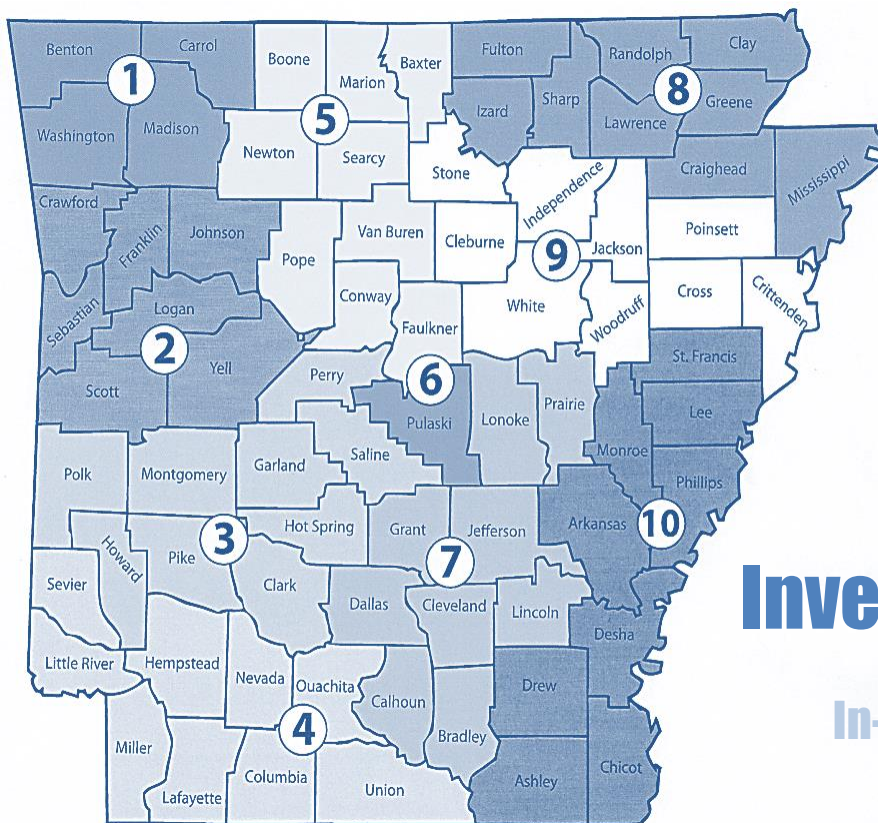 Benton
Carrol
Boone
Marion
Baxter
Fulton
Randolph
Clay
1
5
8
Izard
Sharp
Lawrence
Greene
Washington
Madison
Newton
Searcy
Stone
Independence
Craighead
Mississippi
Crawford
Franklin
Johnson
Pope
Van Buren
Cleburne
9
Jackson
Poinsett
Sebastian
Logan
Conway
Faulkner
White
Woodruff
Cross
Crittenden
2
Scott
Yell
Perry
6
Pulaski
Lonoke
Prairie
St. Francis
Lee
Monroe
Phillips
Polk
Montgomery
Garland
Saline
Hot Spring
Grant
Jefferson
Arkansas
10
Howard
Pike
3
Clark
7
Sevier
Dallas
Cleveland
Lincoln
Desha
Little River
Hempstead
Nevada
Ouachita
Calhoun
Bradley
Drew
4
Miller
Lafayette
Columbia
Union
Ashley
Chicot
Inve
In-